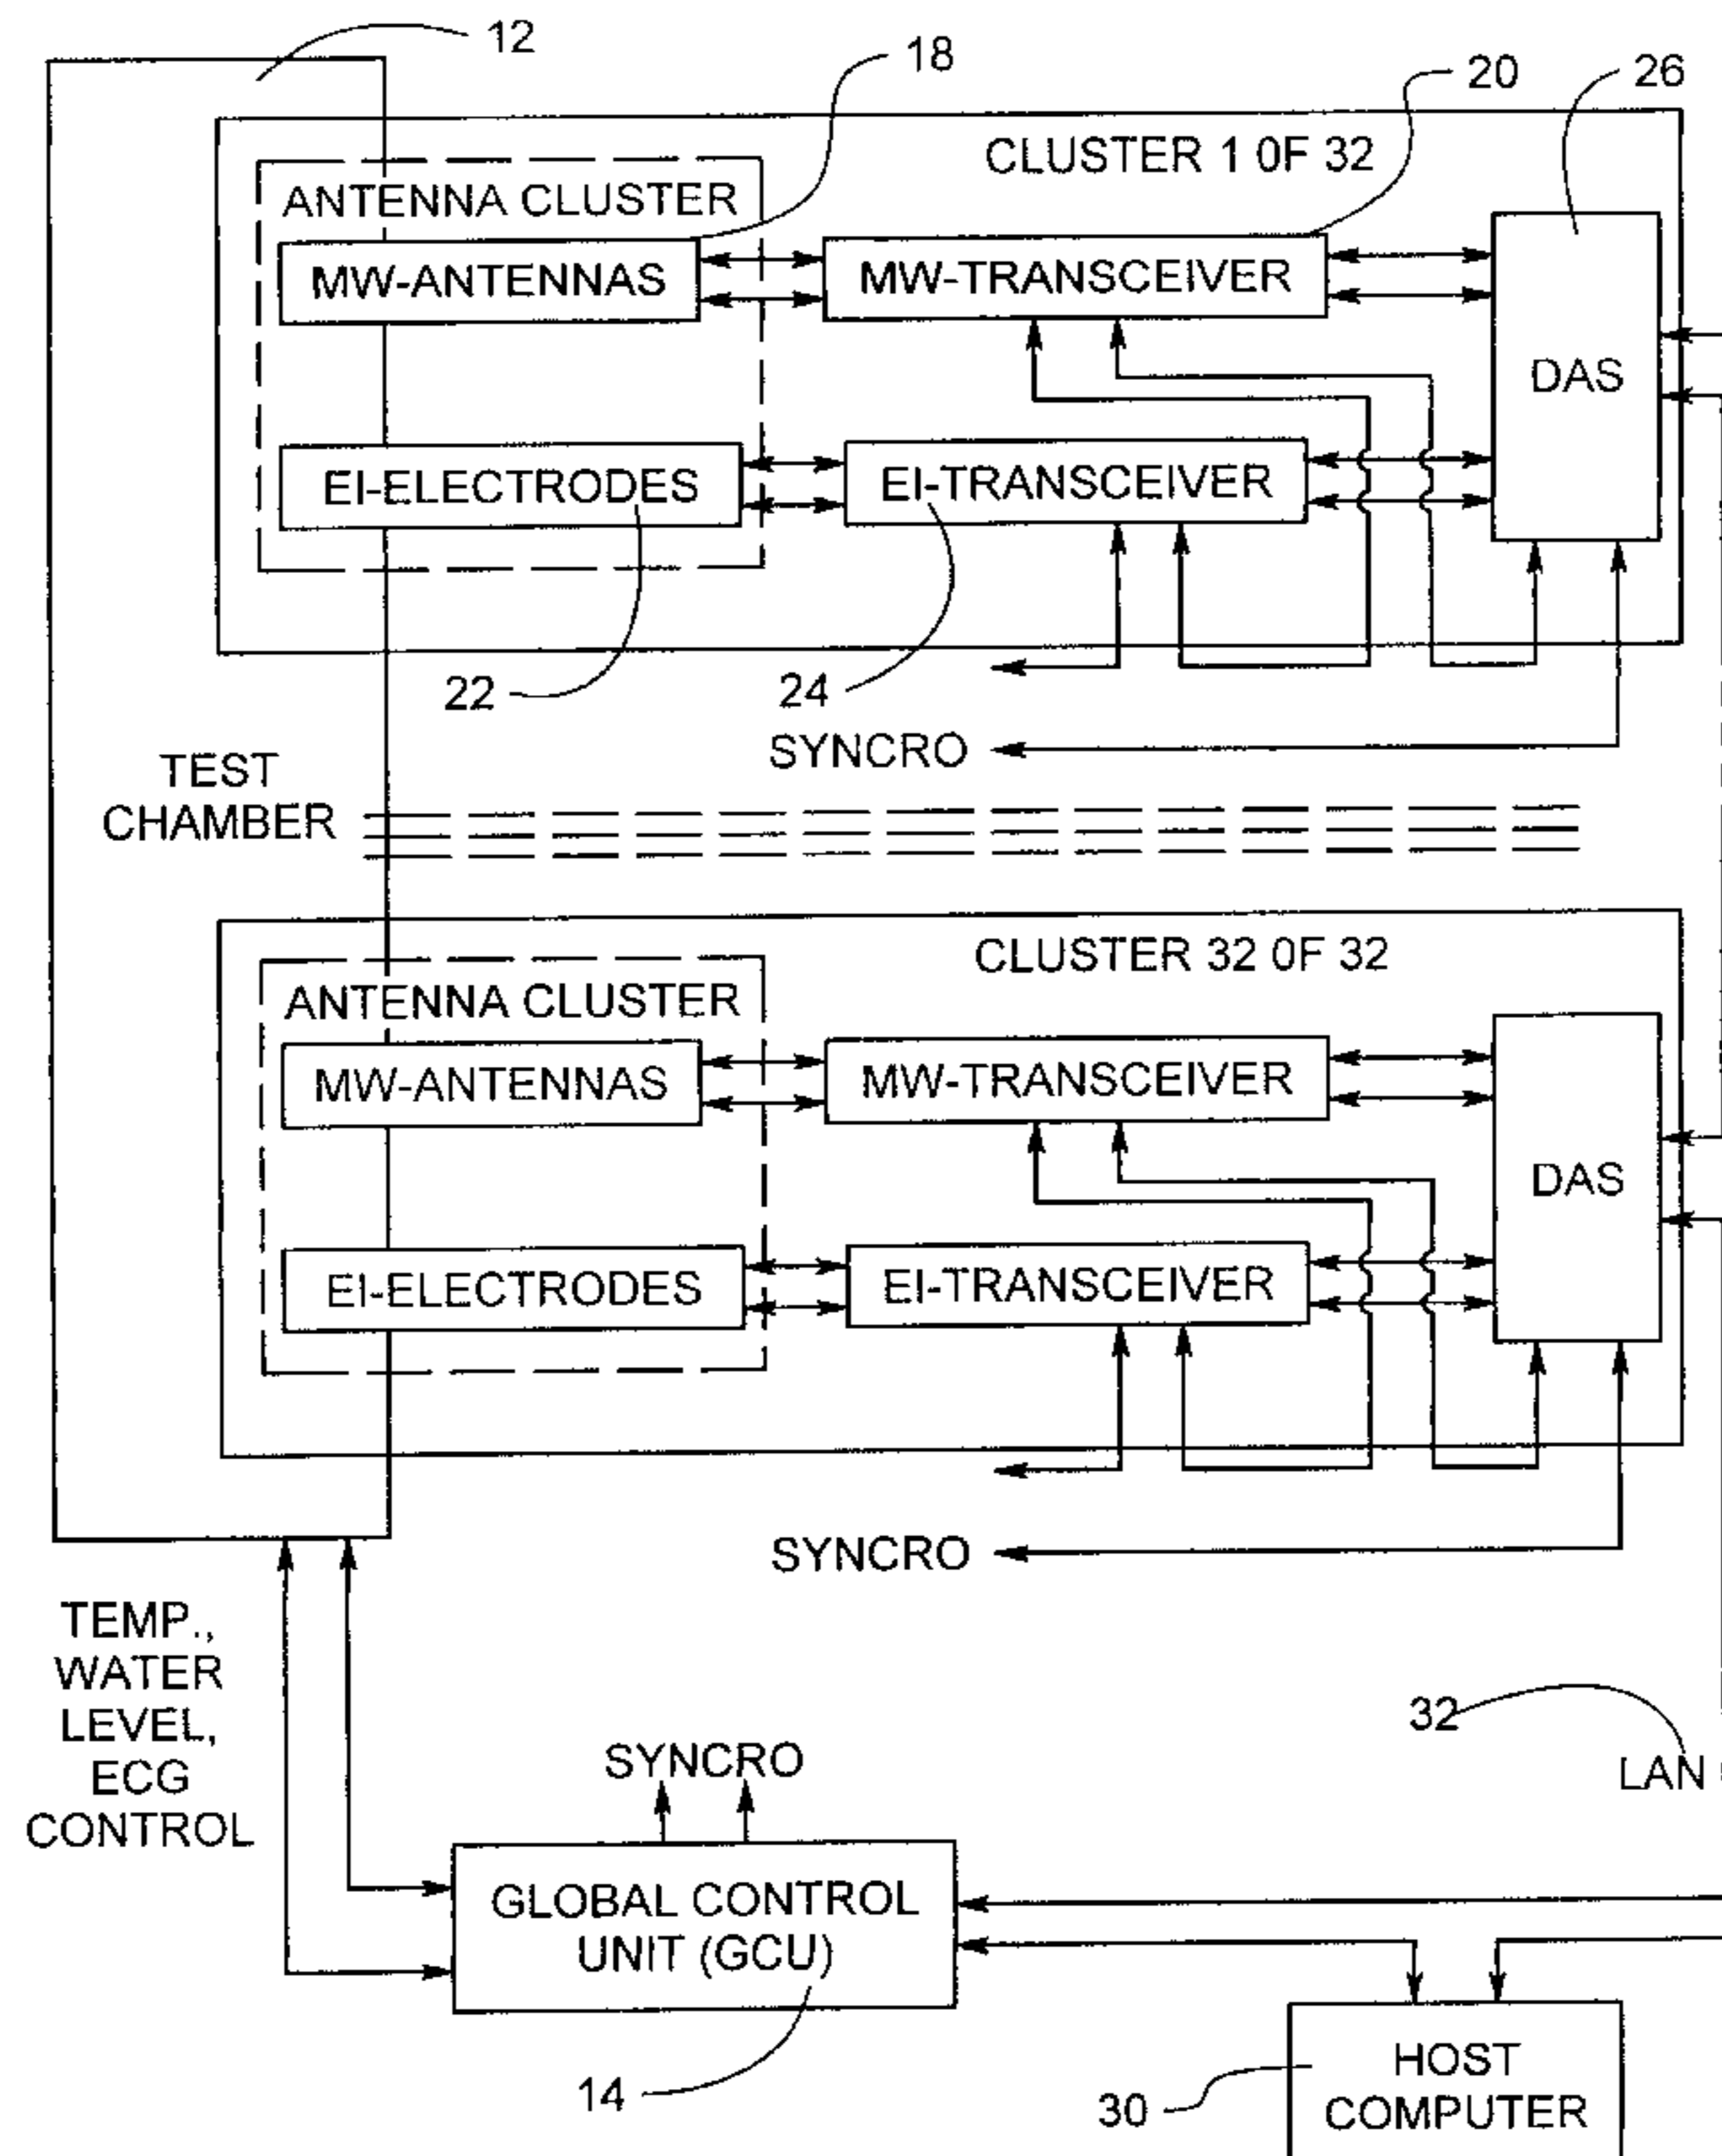 12
18
20
26
CLUSTER 1 0F 32
ANTENNA CLUSTER
MW-ANTENNAS
MW-TRANSCEIVER
DAS
EI-ELECTRODES
EI-TRANSCEIVER
22
24
SYNCRO
TEST
CHAMBER
CLUSTER 32 0F 32
ANTENNA CLUSTER
MW-ANTENNAS
MW-TRANSCEIVER
DAS
EI-ELECTRODES
EI-TRANSCEIVER
SYNCRO
TEMP.,
WATER
LEVEL,
ECG
CONTROL
32
LAN
SYNCRO
GLOBAL CONTROL
UNIT (GCU)
14
30
HOST
COMPUTER